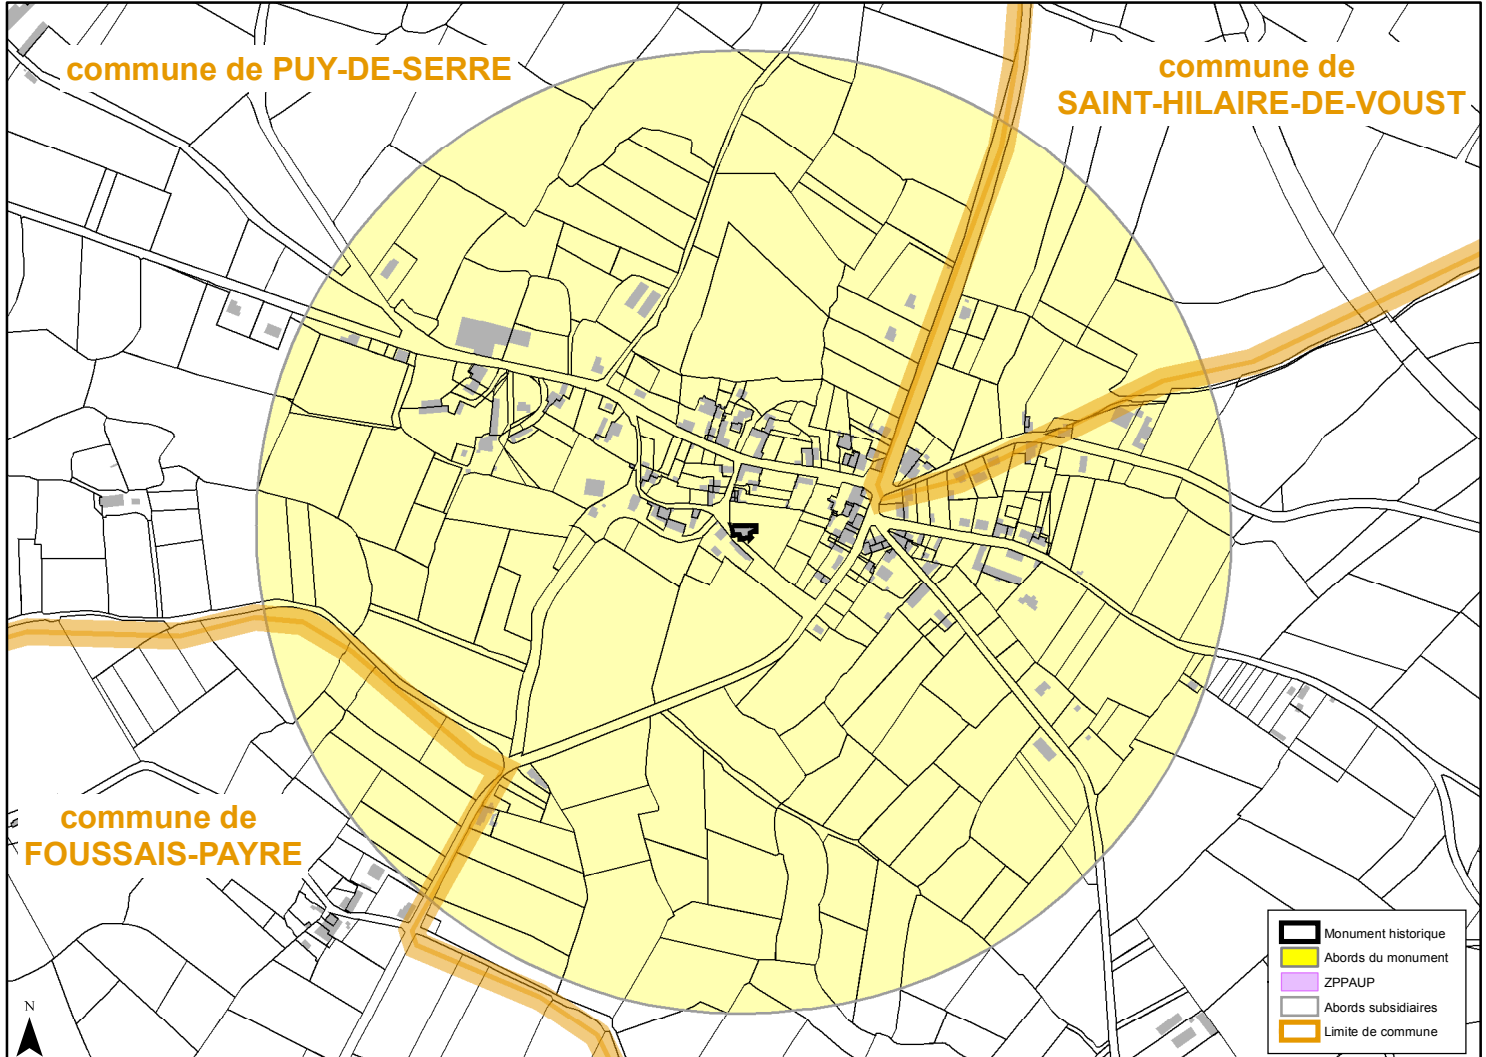 commune de PUY-DE-SERRE
commune de
SAINT-HILAIRE-DE-VOUST
commune de
FOUSSAIS-PAYRE
N
Monument historique
Abords du monument
ZPPAUP
Abords subsidiaires
Limite de commune